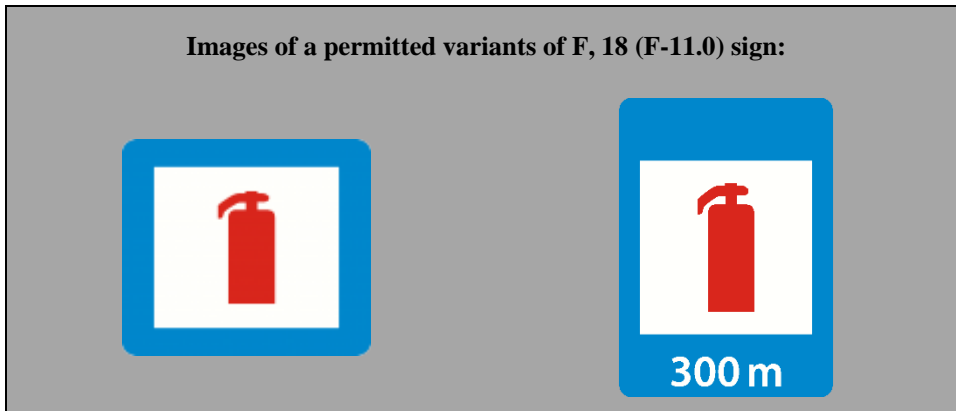 Images of a permitted variants of F, 18 (F-11.0) sign:
300 m